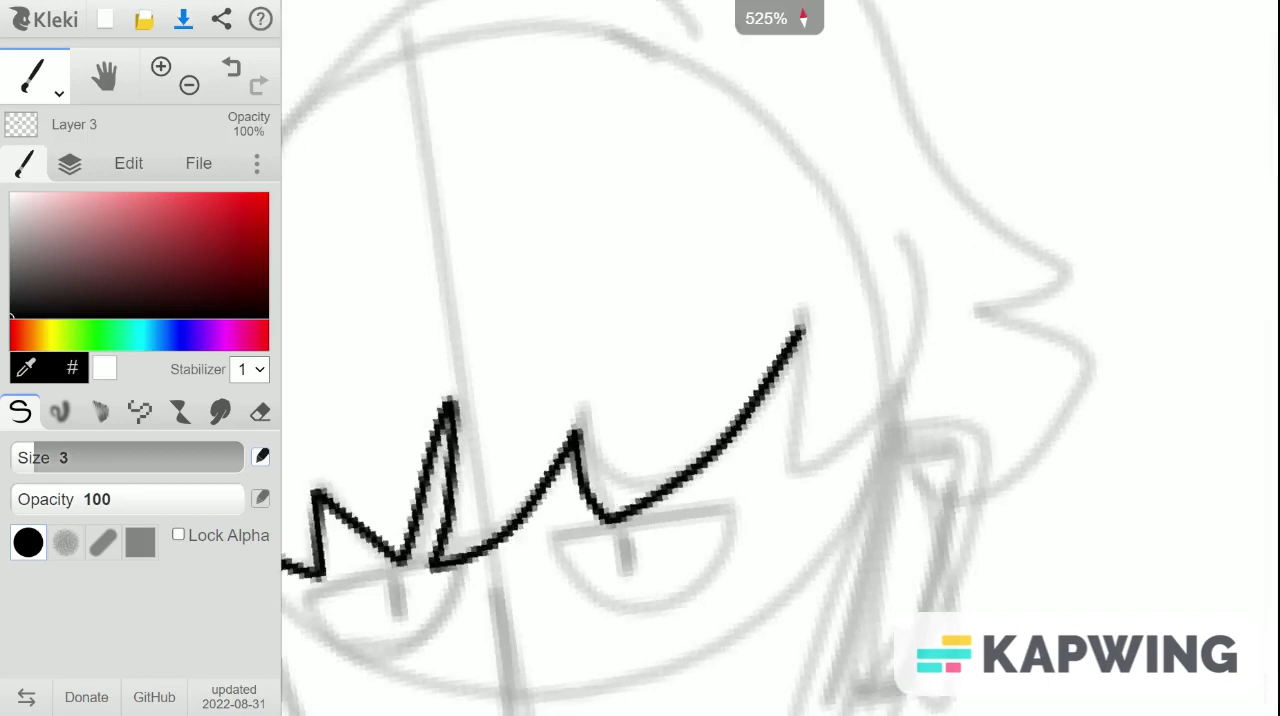 Kleki
525%
Layer 3
Opacity
100%
Edit
File
#
Stabilizer
1
Size 3
Opacity 100
Lock Alpha
KAPWING
Donate
GitHub
updated
2022-08-31